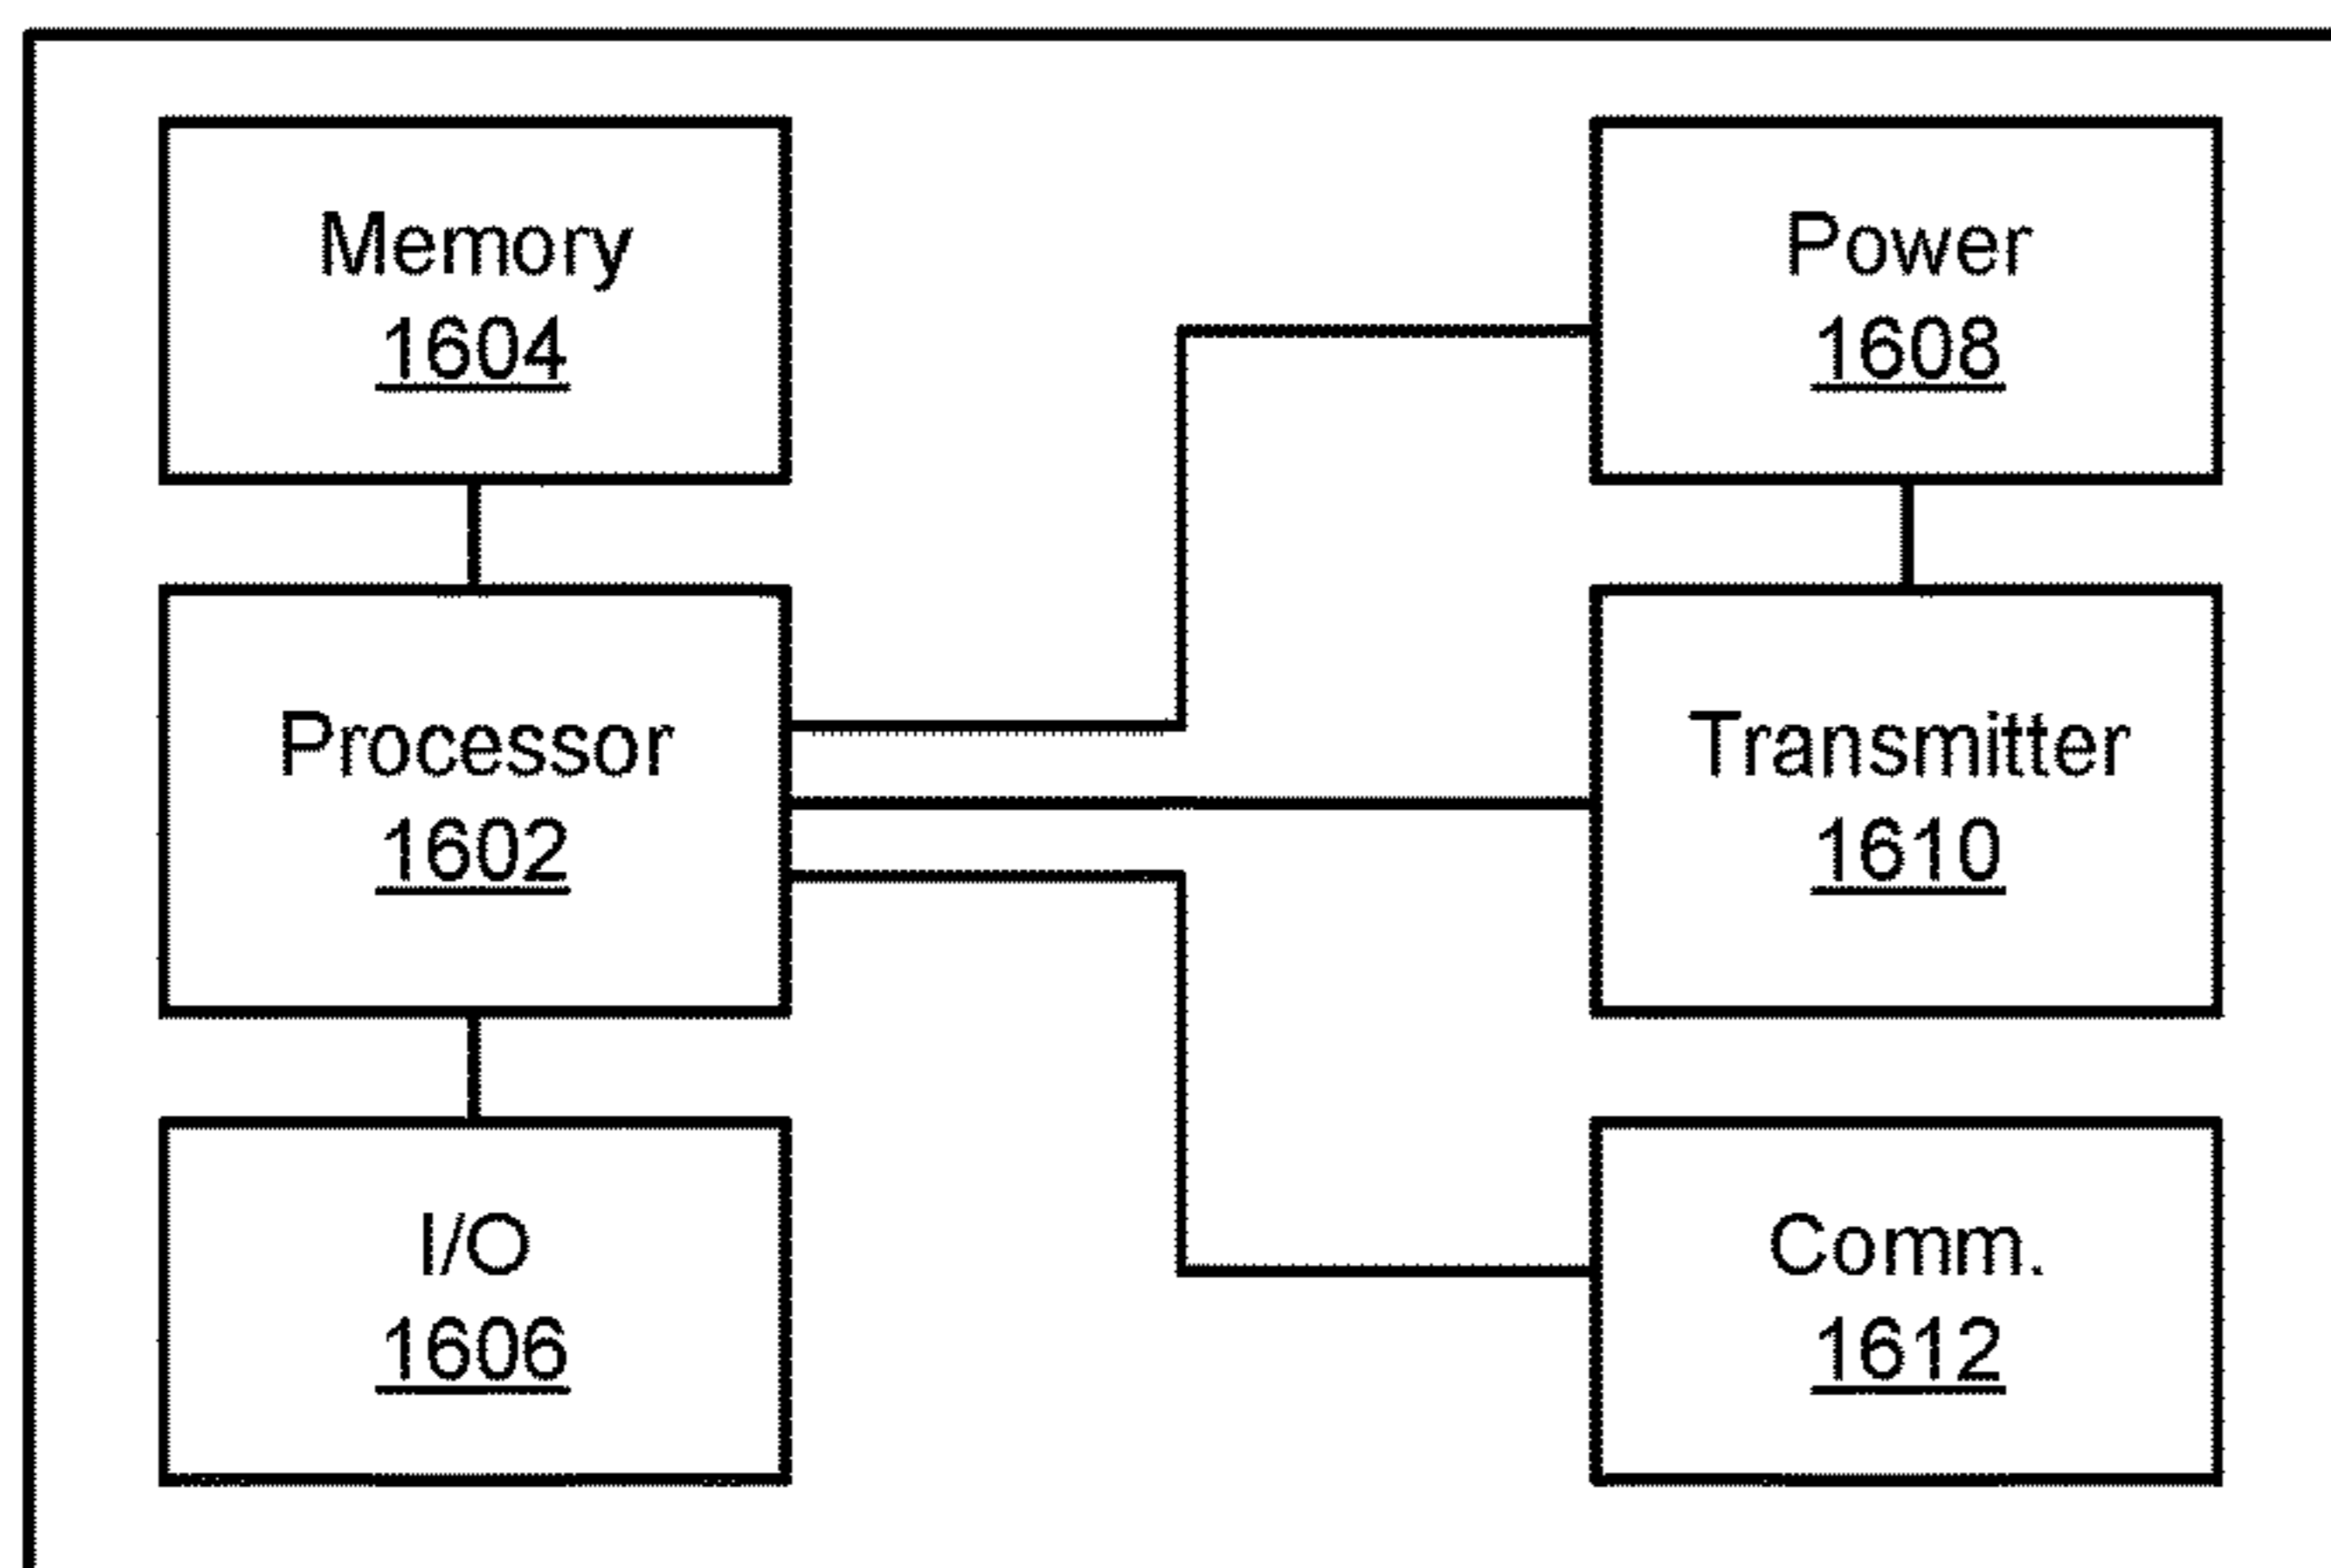 Memory
1604
Power
1608
Processor
1602
Transmitter
1610
I/O
1606
Comm.
1612